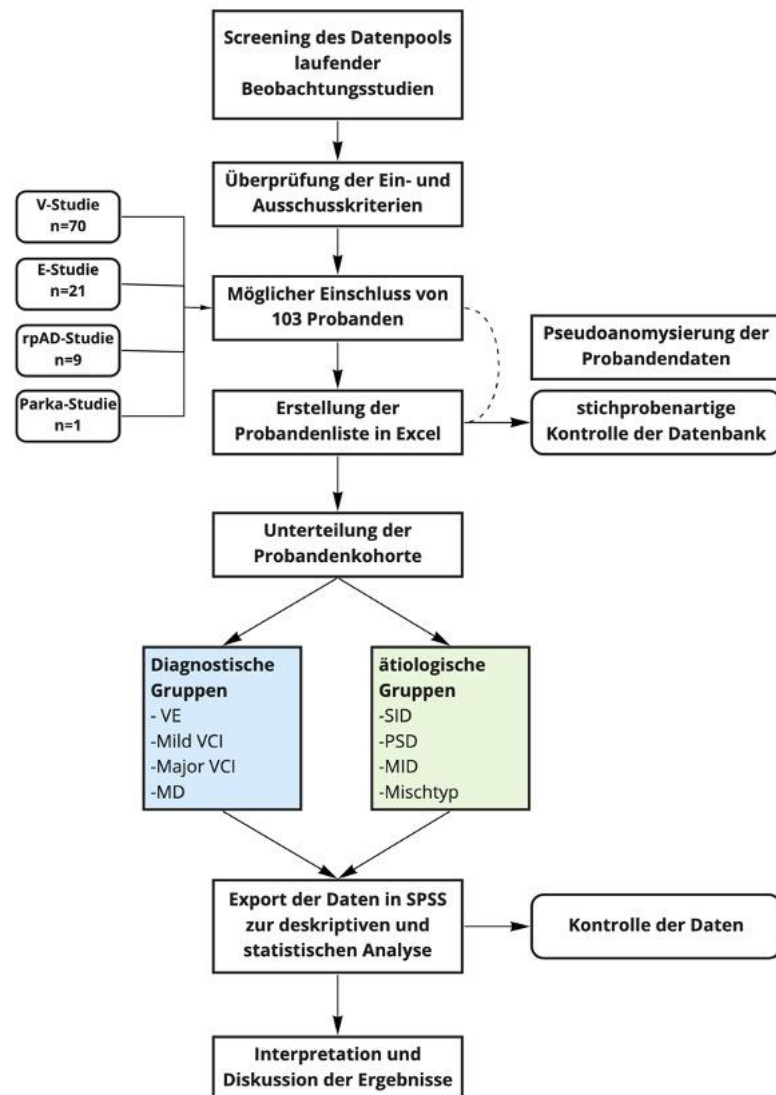 Screening des Datenpools
laufender
Beobachtungsstudien
Überprüfung der Ein- und
Ausschusskriterien
V-Studie
n=70
E-Studie
n=21
rpAD-Studie
n=9
Parka-Studie
n=1
Möglicher Einschluss von
103 Probanden
Pseudoanomysierung der
Probandendaten
Erstellung der
Probandenliste in Excel
stichprobenartige
Kontrolle der Datenbank
Unterteilung der
Probandenkohorte
Diagnostische
Gruppen
- VE
-Mild VCI
-Major VCI
-MD
ätiologische
Gruppen
-SID
-PSD
-MID
-Mischtyp
Export der Daten in SPSS
zur deskriptiven und
statistischen Analyse
Kontrolle der Daten
Interpretation und
Diskussion der Ergebnisse